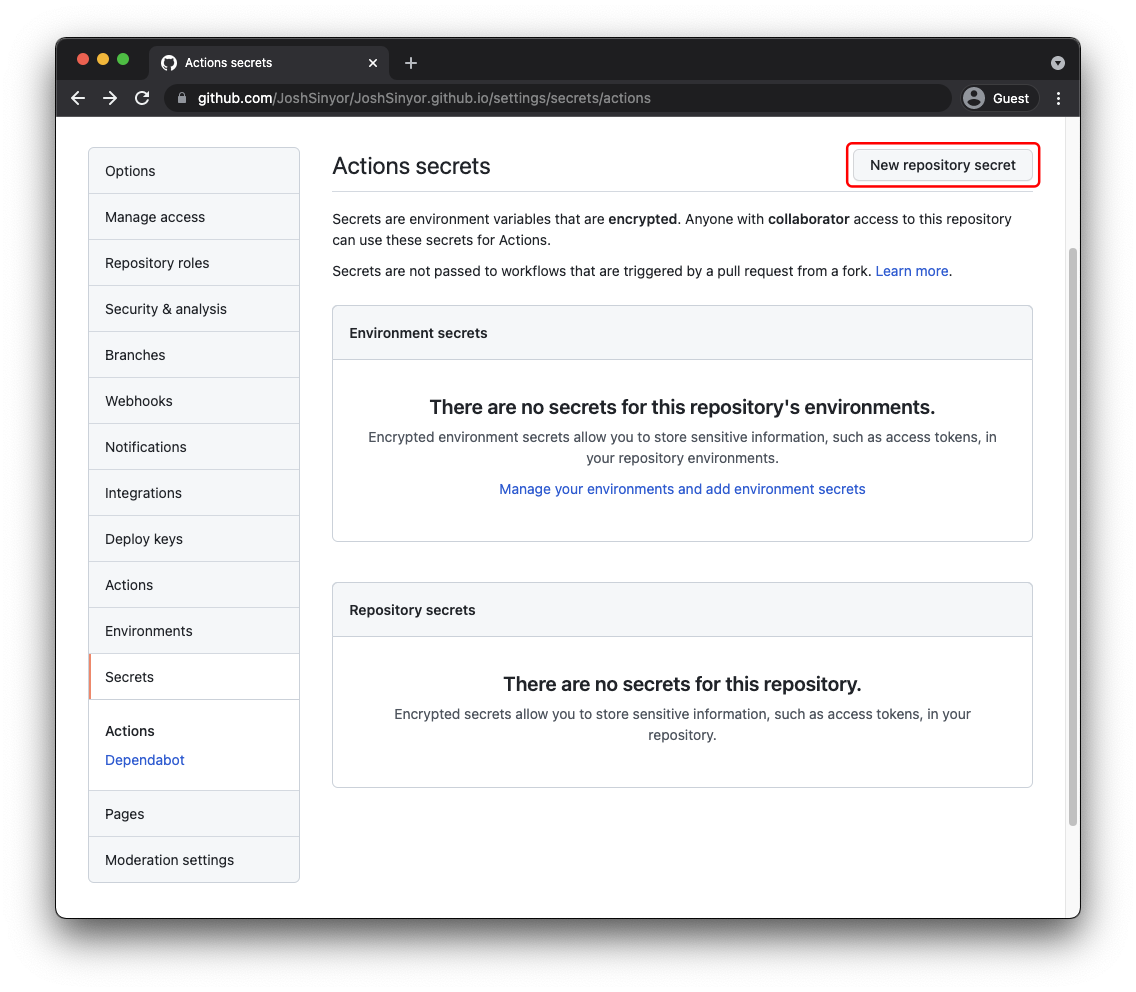 Actions secrets
github.com/JoshSinyor/JoshSinyor.github.io/settings/secrets/actions
Guest
Options
Manage access
Repository roles
Security & analysis
Branches
Webhooks
Notifications
Integrations
Deploy keys
Actions
Environments
Secrets
Actions
Dependabot
Pages
Moderation settings
Actions secrets
New repository secret
Secrets are environment variables that are encrypted. Anyone with collaborator access to this repository
can use these secrets for Actions.
Secrets are not passed to workflows that are triggered by a pull request from a fork. Learn more.
Environment secrets
There are no secrets for this repository's environments.
Encrypted environment secrets allow you to store sensitive information, such as access tokens, in
your repository environments.
Manage your environments and add environment secrets
Repository secrets
There are no secrets for this repository.
Encrypted secrets allow you to store sensitive information, such as access tokens, in your
repository.